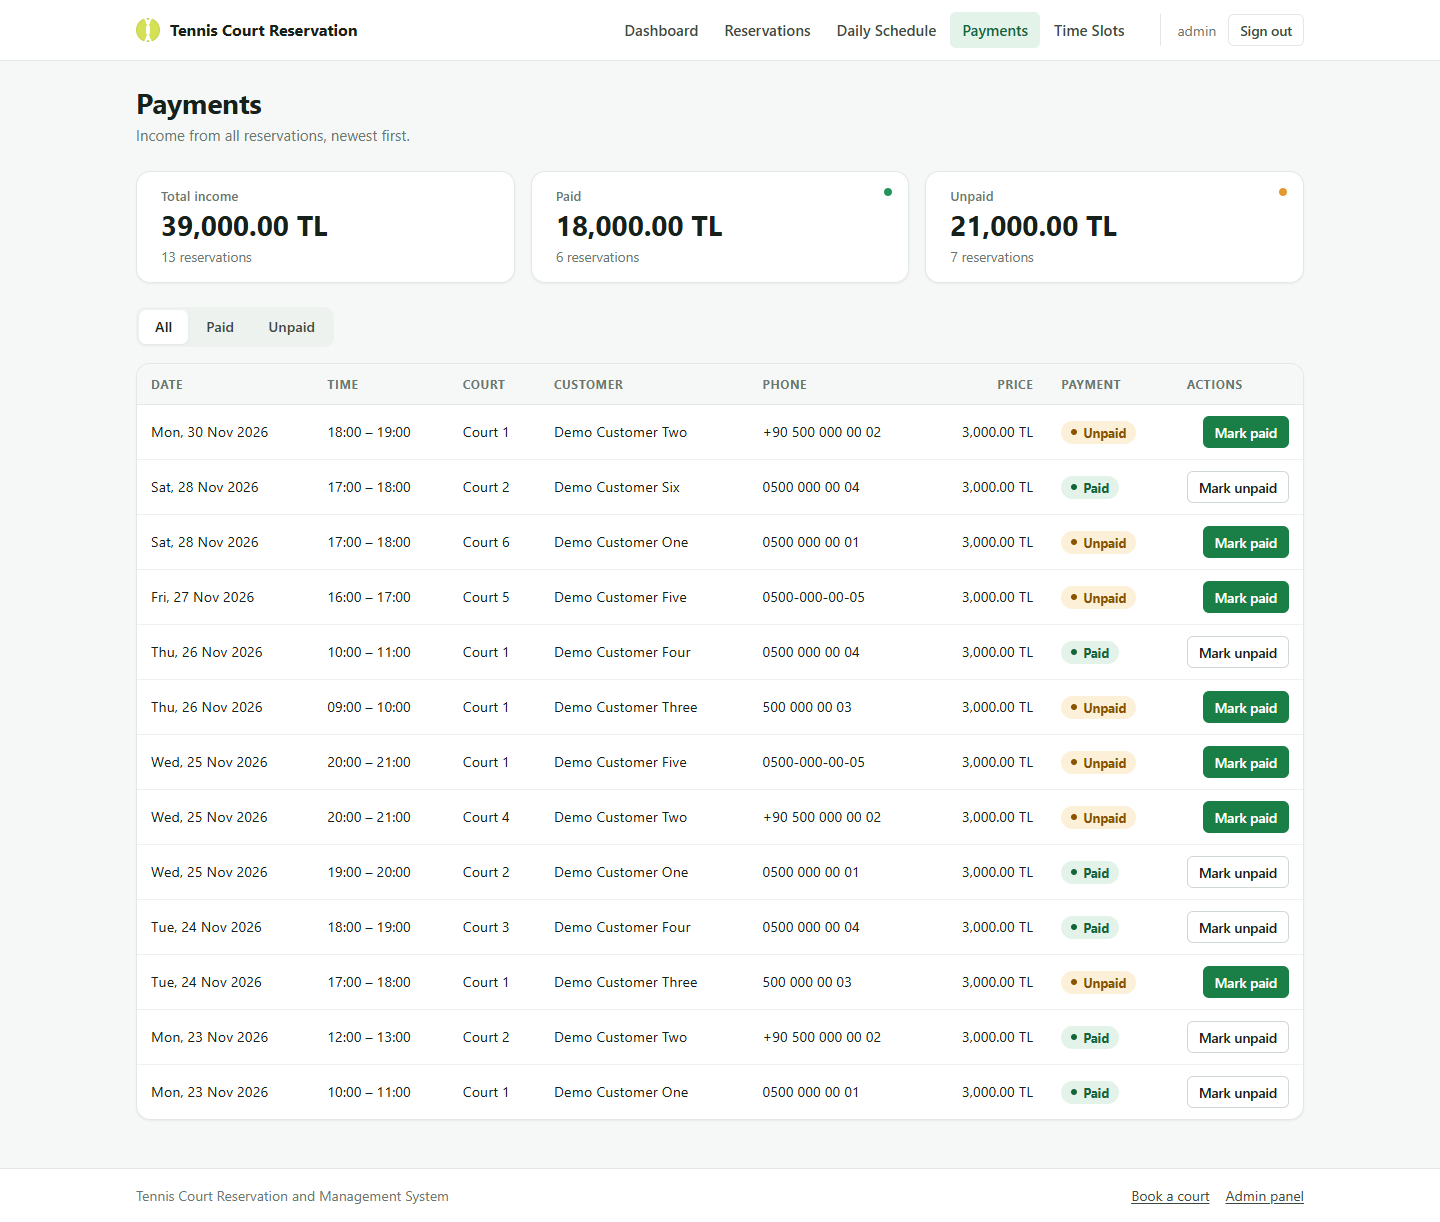 Tennis Court Reservation
Dashboard Reservations Daily Schedule Payments Time Slots admin Sign out
Payments
Income from all reservations, newest first.
Total income
39,000.00 TL
13 reservations
Paid
18,000.00 TL
6 reservations
Unpaid
21,000.00 TL
7 reservations
All Paid Unpaid
DATE TIME COURT CUSTOMER PHONE PRICE PAYMENT ACTIONS
Mon, 30 Nov 2026 18:00 – 19:00 Court 1 Demo Customer Two +90 500 000 00 02 3,000.00 TL Unpaid Mark paid
Sat, 28 Nov 2026 17:00 – 18:00 Court 2 Demo Customer Six 0500 000 00 04 3,000.00 TL Paid Mark unpaid
Sat, 28 Nov 2026 17:00 – 18:00 Court 6 Demo Customer One 0500 000 00 01 3,000.00 TL Unpaid Mark paid
Fri, 27 Nov 2026 16:00 – 17:00 Court 5 Demo Customer Five 0500-000-00-05 3,000.00 TL Unpaid Mark paid
Thu, 26 Nov 2026 10:00 – 11:00 Court 1 Demo Customer Four 0500 000 00 04 3,000.00 TL Paid Mark unpaid
Thu, 26 Nov 2026 09:00 – 10:00 Court 1 Demo Customer Three 500 000 00 03 3,000.00 TL Unpaid Mark paid
Wed, 25 Nov 2026 20:00 – 21:00 Court 1 Demo Customer Five 0500-000-00-05 3,000.00 TL Unpaid Mark paid
Wed, 25 Nov 2026 20:00 – 21:00 Court 4 Demo Customer Two +90 500 000 00 02 3,000.00 TL Unpaid Mark paid
Wed, 25 Nov 2026 19:00 – 20:00 Court 2 Demo Customer One 0500 000 00 01 3,000.00 TL Paid Mark unpaid
Tue, 24 Nov 2026 18:00 – 19:00 Court 3 Demo Customer Four 0500 000 00 04 3,000.00 TL Paid Mark unpaid
Tue, 24 Nov 2026 17:00 – 18:00 Court 1 Demo Customer Three 500 000 00 03 3,000.00 TL Unpaid Mark paid
Mon, 23 Nov 2026 12:00 – 13:00 Court 2 Demo Customer Two +90 500 000 00 02 3,000.00 TL Paid Mark unpaid
Mon, 23 Nov 2026 10:00 – 11:00 Court 1 Demo Customer One 0500 000 00 01 3,000.00 TL Paid Mark unpaid
Tennis Court Reservation and Management System
Book a court Admin panel